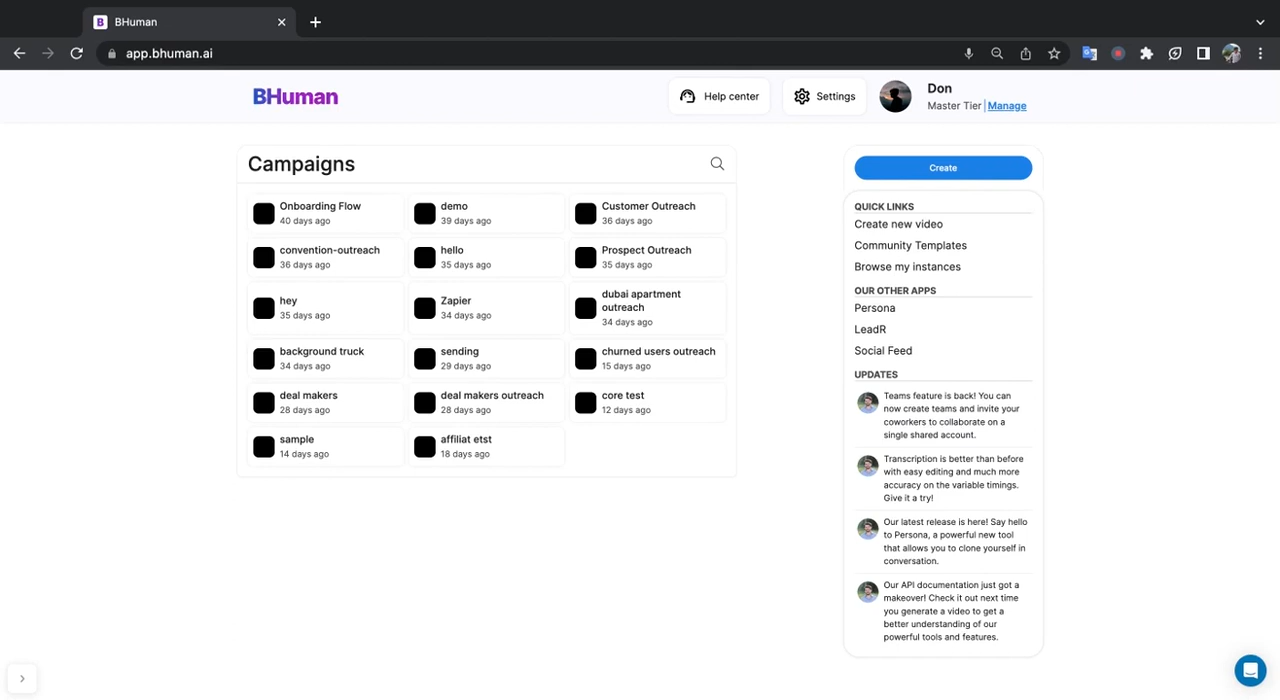 BHuman
app.bhuman.ai
BHuman
Help center
Settings
Don
Master Tier | Manage
Campaigns
Onboarding Flow
40 days ago
demo
39 days ago
Customer Outreach
36 days ago
convention-outreach
36 days ago
hello
35 days ago
Prospect Outreach
35 days ago
hey
35 days ago
Zapier
34 days ago
dubai apartment
outreach
34 days ago
background truck
34 days ago
sending
29 days ago
churned users outreach
15 days ago
deal makers
28 days ago
deal makers outreach
28 days ago
core test
12 days ago
sample
14 days ago
affiliat etst
18 days ago
Create
QUICK LINKS
Create new video
Community Templates
Browse my instances
OUR OTHER APPS
Persona
LeadR
Social Feed
UPDATES
Teams feature is back! You can
now create teams and invite your
coworkers to collaborate on a
single shared account.
Transcription is better than before
with easy editing and much more
accuracy on the variable timings.
Give it a try!
Our latest release is here! Say hello
to Persona, a powerful new tool
that allows you to clone yourself in
conversation.
Our API documentation just got a
makeover! Check it out next time
you generate a video to get a
better understanding of our
powerful tools and features.